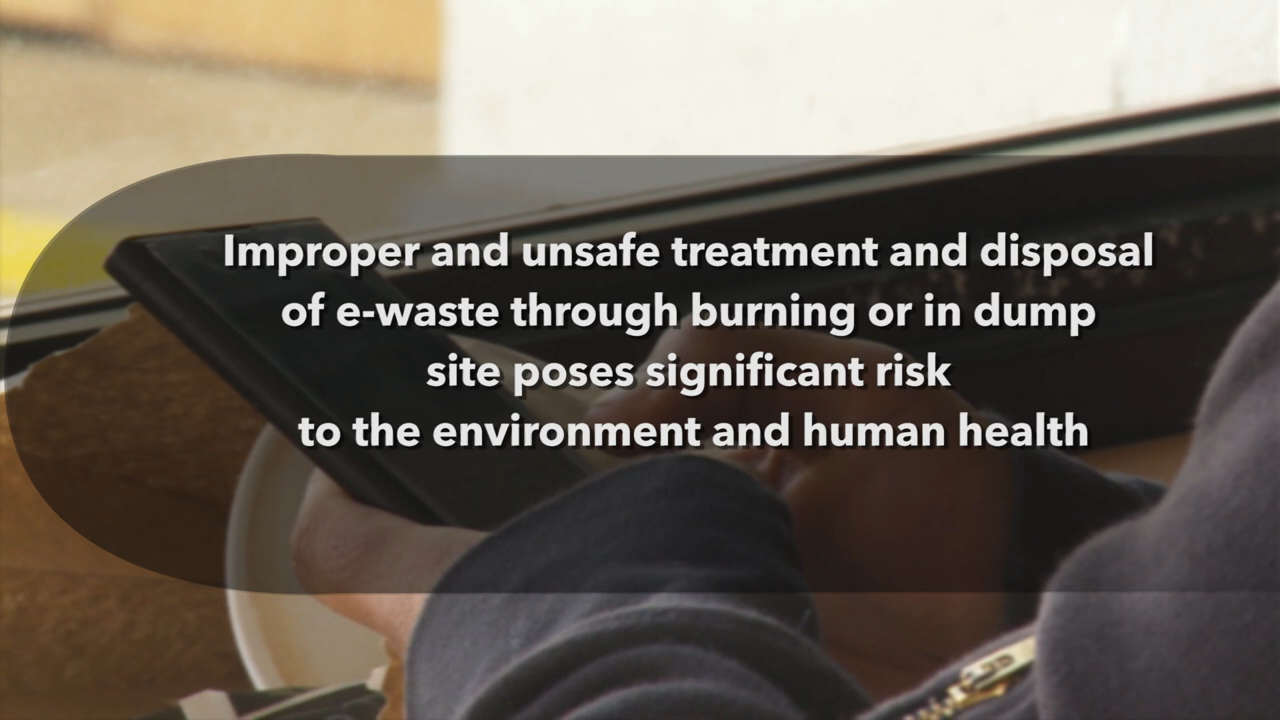 Improper and unsafe treatment and disposal
of e-waste through burning or in dump
site poses significant risk
to the environment and human health